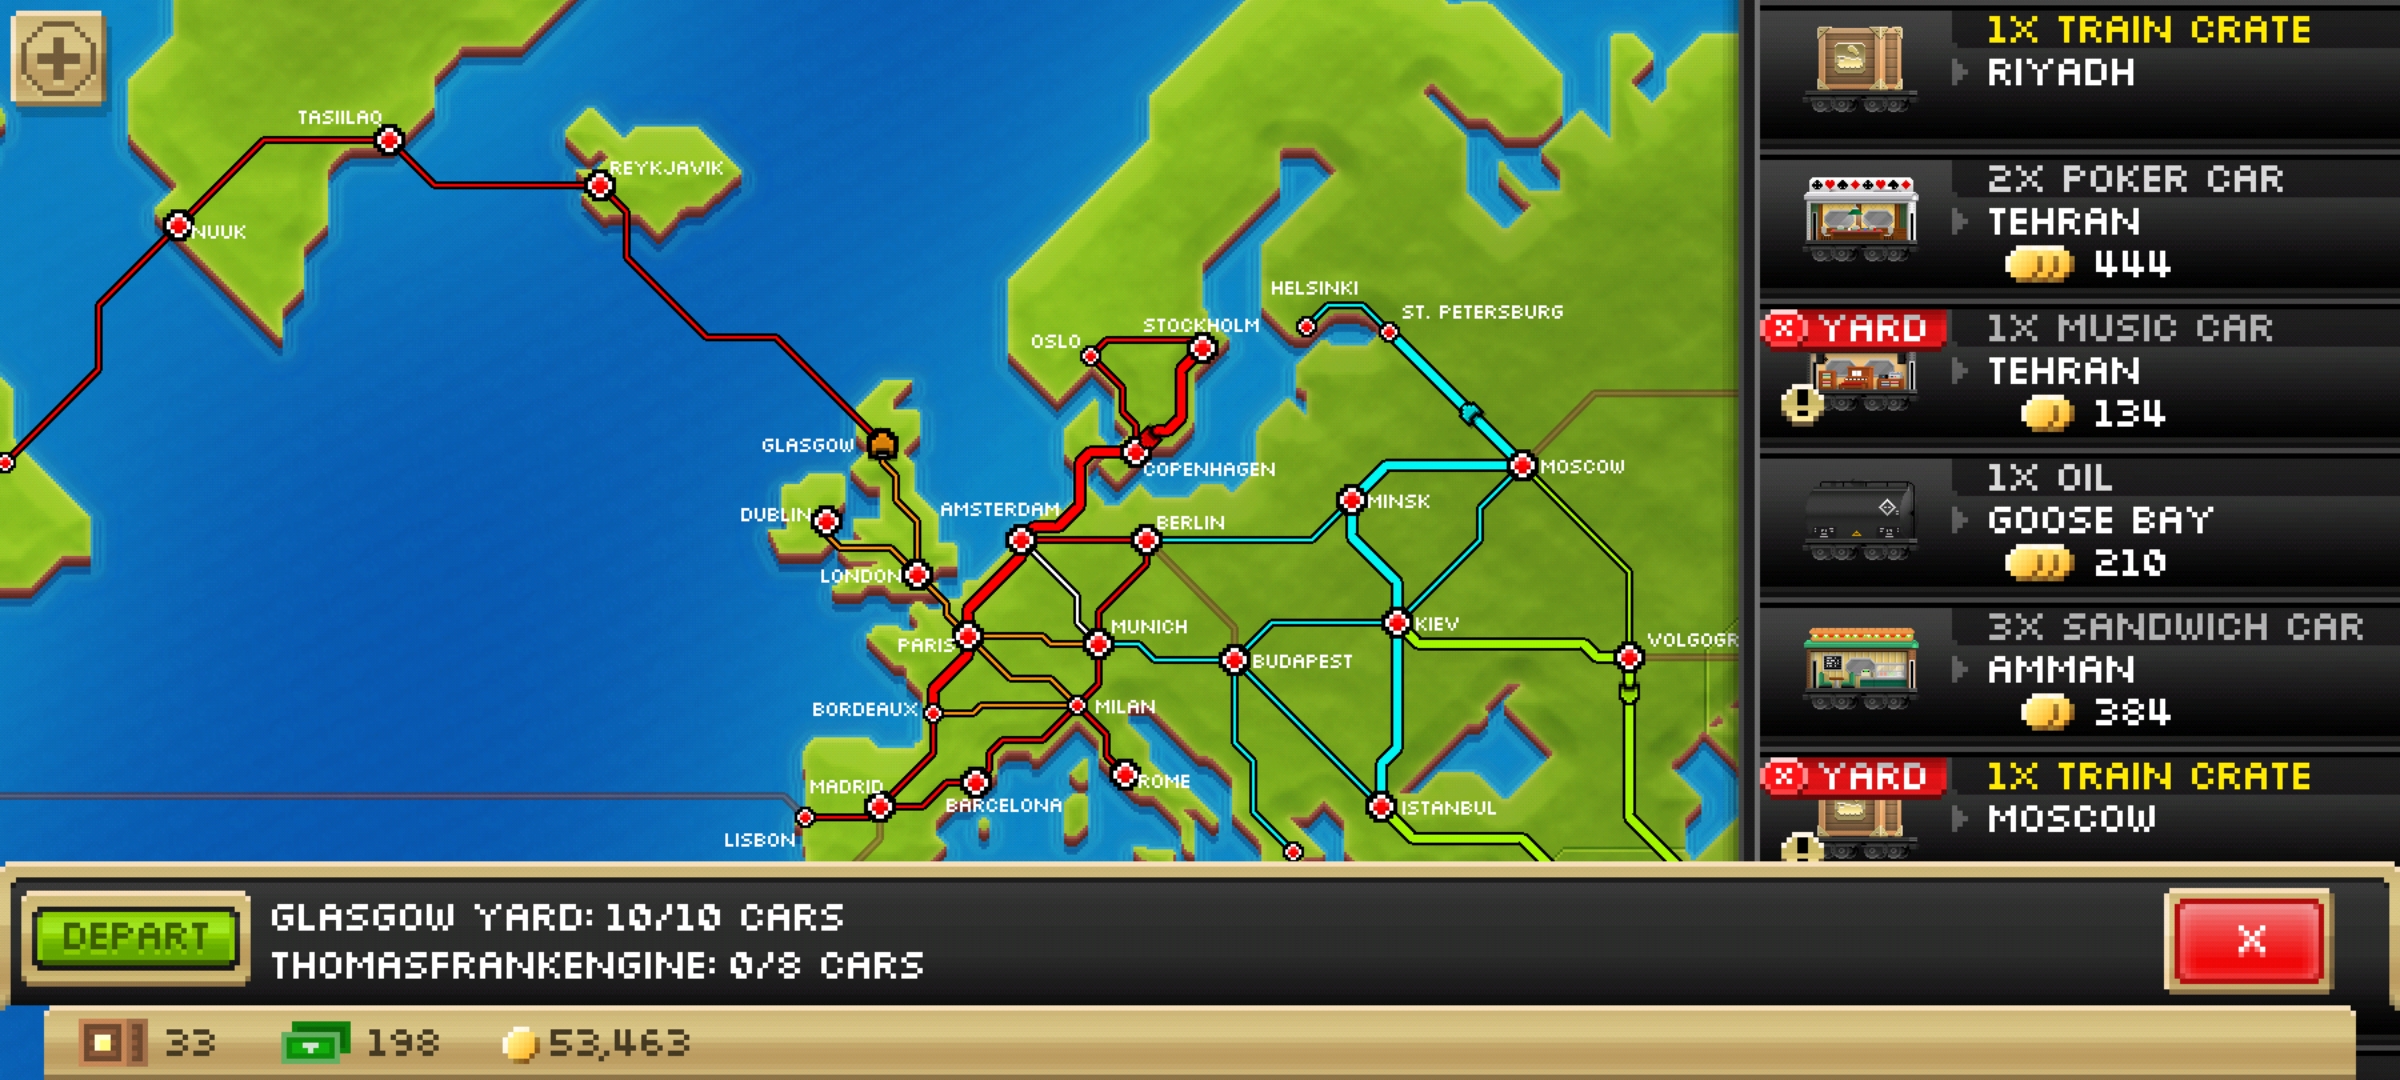 TASIILAQ
REYKJAVIK
NUUK
GLASGOW
DUBLIN
LONDON
AMSTERDAM
PARIS
BORDEAUX
MADRID
LISBON
BARCELONA
MILAN
ROME
MUNICH
BERLIN
COPENHAGEN
OSLO
STOCKHOLM
HELSINKI
ST. PETERSBURG
MOSCOW
MINSK
KIEV
BUDAPEST
ISTANBUL
VOLGOGR
1X TRAIN CRATE
RIYADH
2X POKER CAR
TEHRAN
444
YARD
1X MUSIC CAR
TEHRAN
134
1X OIL
GOOSE BAY
210
3X SANDWICH CAR
AMMAN
384
YARD
1X TRAIN CRATE
MOSCOW
DEPART
GLASGOW YARD: 10/10 CARS
THOMASFRANKENGINE: 0/8 CARS
X
33
198
53,463